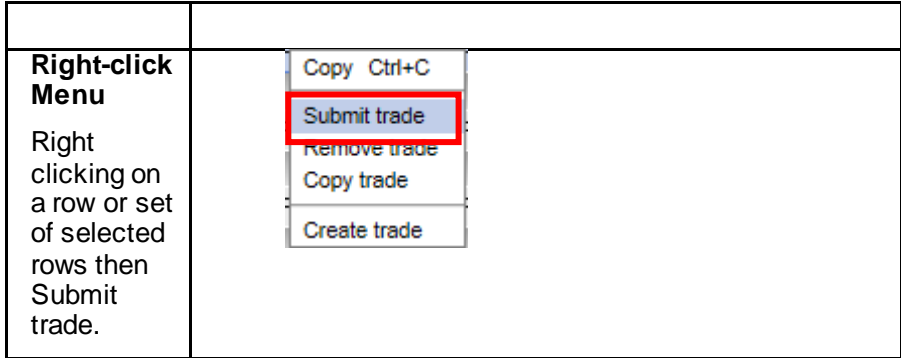 Right-click
Menu
Right
clicking on
a row or set
of selected
rows then
Submit
trade.
Copy Ctrl+C
Submit trade
Remove trade
Copy trade
Create trade